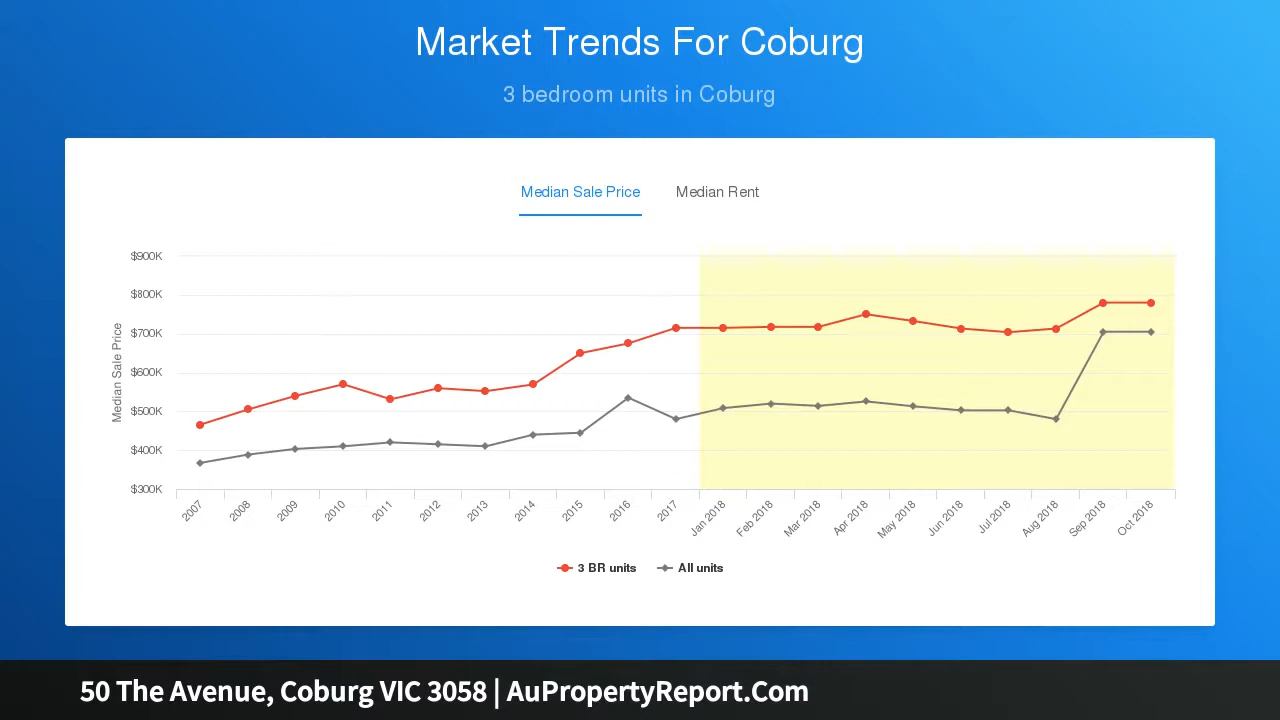 Market Trends For Coburg
3 bedroom units in Coburg
Median Sale Price Median Rent
Median Sale Price
$900K
$800K
$700K
$600K
$500K
$400K
$300K
2007 2008 2009 2010 2011 2012 2013 2014 2015 2016 2017 Jan 2018 Feb 2018 Mar 2018 Apr 2018 May 2018 Jun 2018 Jul 2018 Aug 2018 Sep 2018 Oct 2018
3 BR units All units
50 The Avenue, Coburg VIC 3058 | AuPropertyReport.Com